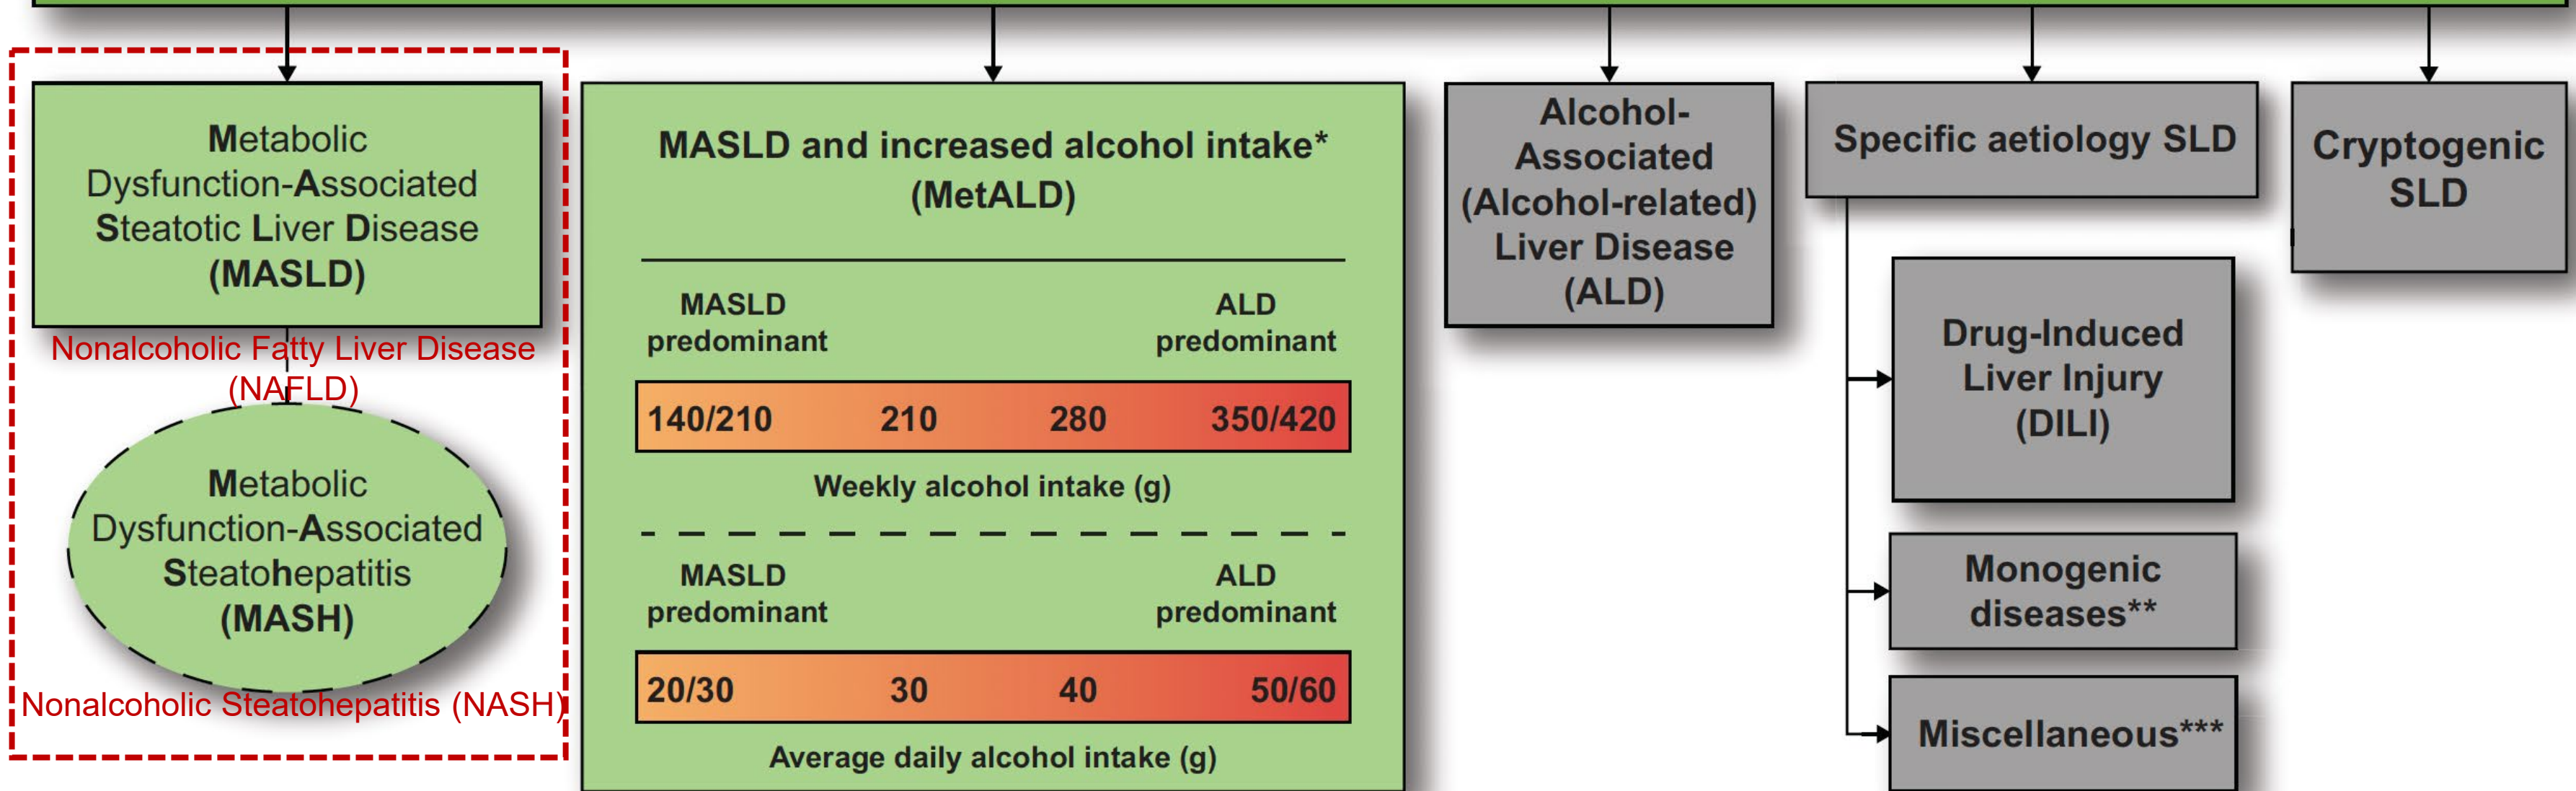 Metabolic
Dysfunction-Associated
Steatotic Liver Disease
(MASLD)
Nonalcoholic Fatty Liver Disease
(NAFLD)
Metabolic
Dysfunction-Associated
Steatohepatitis
(MASH)
Nonalcoholic Steatohepatitis (NASH)
MASLD and increased alcohol intake*
(MetALD)
MASLD
predominant
ALD
predominant
140/210 210 280 350/420
Weekly alcohol intake (g)
MASLD
predominant
ALD
predominant
20/30 30 40 50/60
Average daily alcohol intake (g)
Alcohol-
Associated
(Alcohol-related)
Liver Disease
(ALD)
Specific aetiology SLD
Drug-Induced
Liver Injury
(DILI)
Monogenic
diseases**
Miscellaneous***
Cryptogenic
SLD